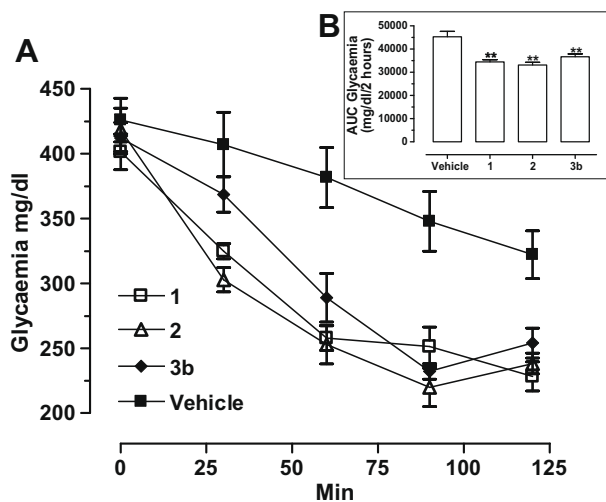 A
Glycaemia mg/dl
450
400
350
300
250
200
0
25
50
75
100
125
Min
1
2
3b
Vehicle
B
AUC Glycaemia
(mg/dl/2 hours)
50000
40000
30000
20000
10000
0
**
**
**
Vehicle 1 2 3b